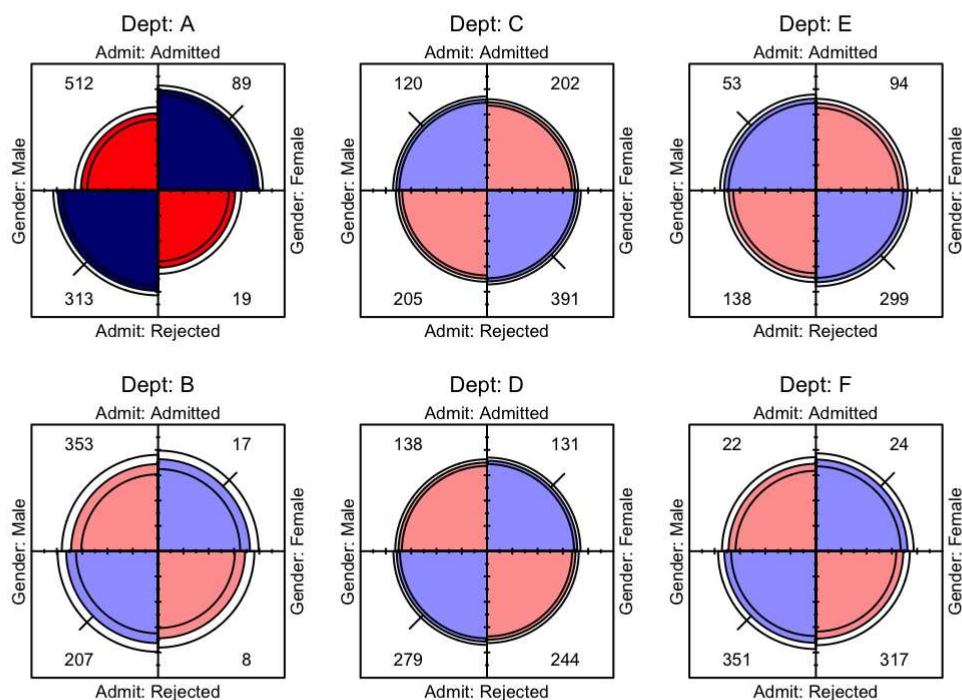 Dept: A
Admit: Admitted
512 89
Gender: Male
Gender: Female
313 19
Admit: Rejected
Dept: C
Admit: Admitted
120 202
Gender: Male
Gender: Female
205 391
Admit: Rejected
Dept: E
Admit: Admitted
53 94
Gender: Male
Gender: Female
138 299
Admit: Rejected
Dept: B
Admit: Admitted
353 17
Gender: Male
Gender: Female
207 8
Admit: Rejected
Dept: D
Admit: Admitted
138 131
Gender: Male
Gender: Female
279 244
Admit: Rejected
Dept: F
Admit: Admitted
22 24
Gender: Male
Gender: Female
351 317
Admit: Rejected